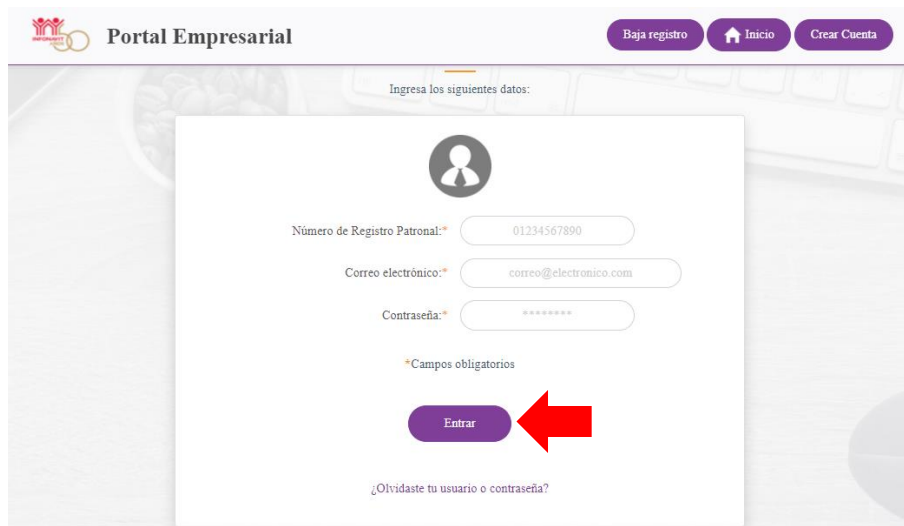 INFONAVIT
Portal Empresarial
Baja registro
Inicio
Crear Cuenta
Ingresa los siguientes datos:
Número de Registro Patronal:*
01234567890
Correo electrónico:*
correo@electronico.com
Contraseña:*
********
*Campos obligatorios
Entrar
¿Olvidaste tu usuario o contraseña?